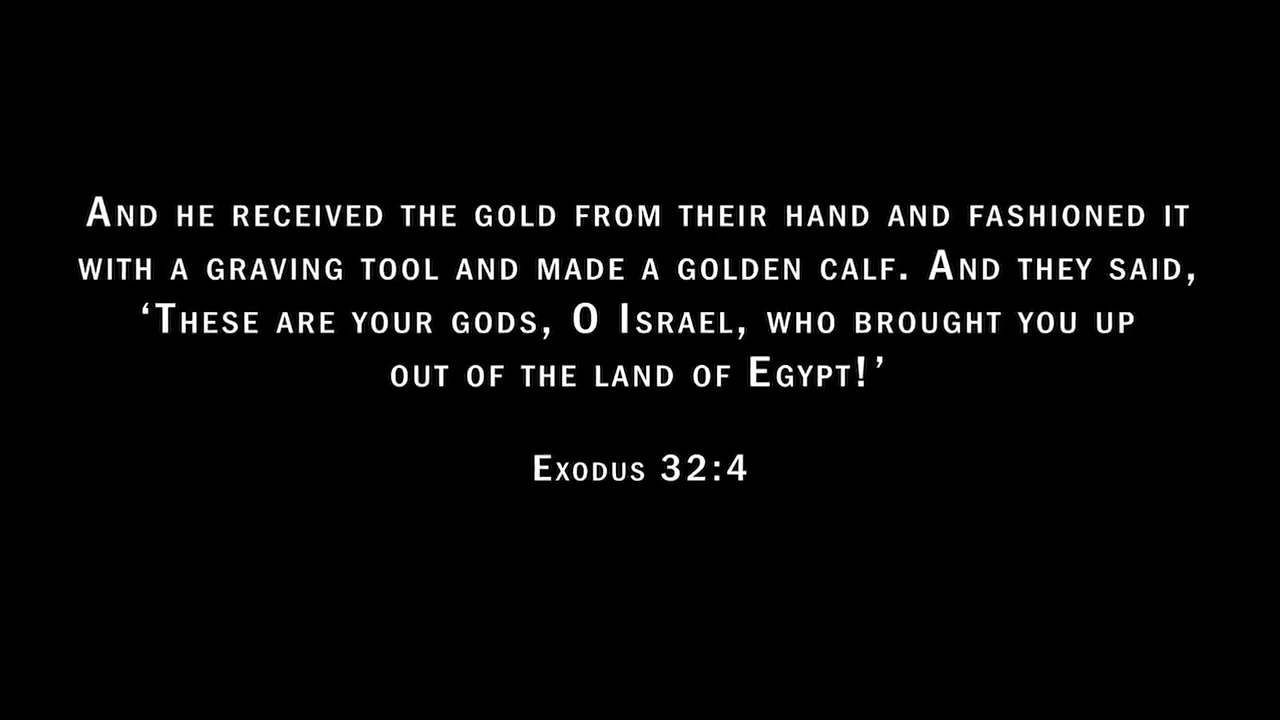 And he received the gold from their hand and fashioned it
with a graving tool and made a golden calf. And they said,
‘These are your gods, O Israel, who brought you up
out of the land of Egypt!’
Exodus 32:4